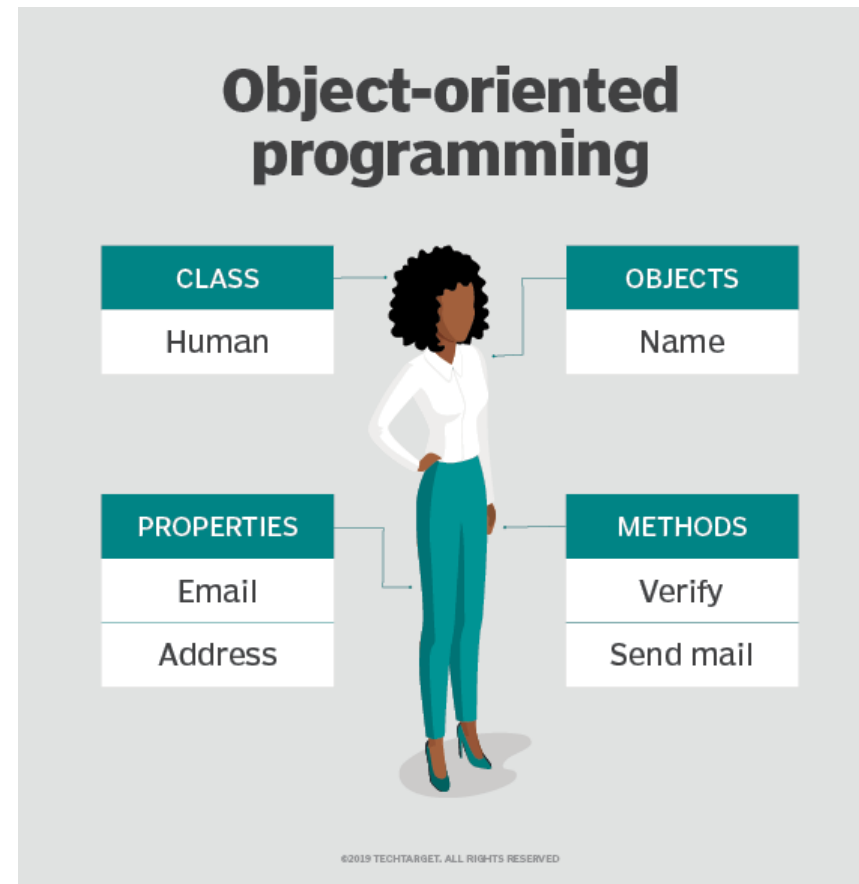 Object-oriented
programming
CLASS
Human
OBJECTS
Name
PROPERTIES
Email
Address
METHODS
Verify
Send mail
©2019 TECHTARGET. ALL RIGHTS RESERVED